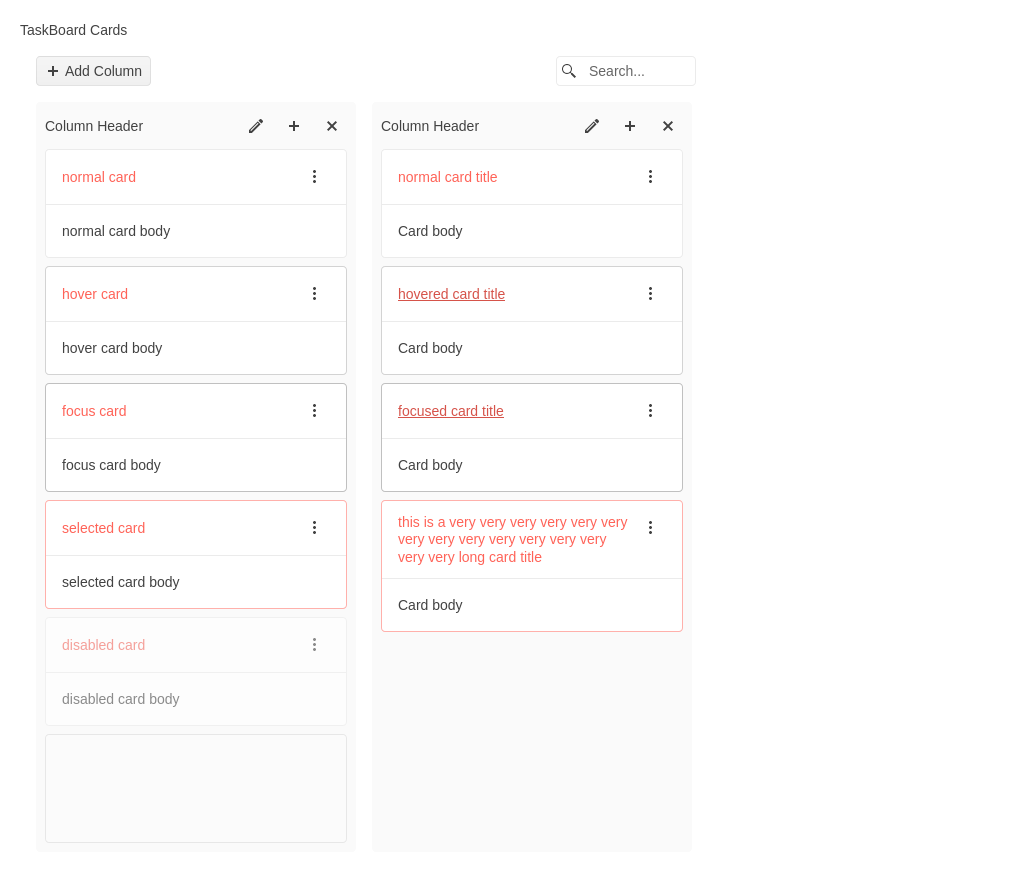 TaskBoard Cards
Add Column
Search...
Column Header
normal card
normal card body
hover card
hover card body
focus card
focus card body
selected card
selected card body
disabled card
disabled card body
Column Header
normal card title
Card body
hovered card title
Card body
focused card title
Card body
this is a very very very very very very
very very very very very very very
very very long card title
Card body